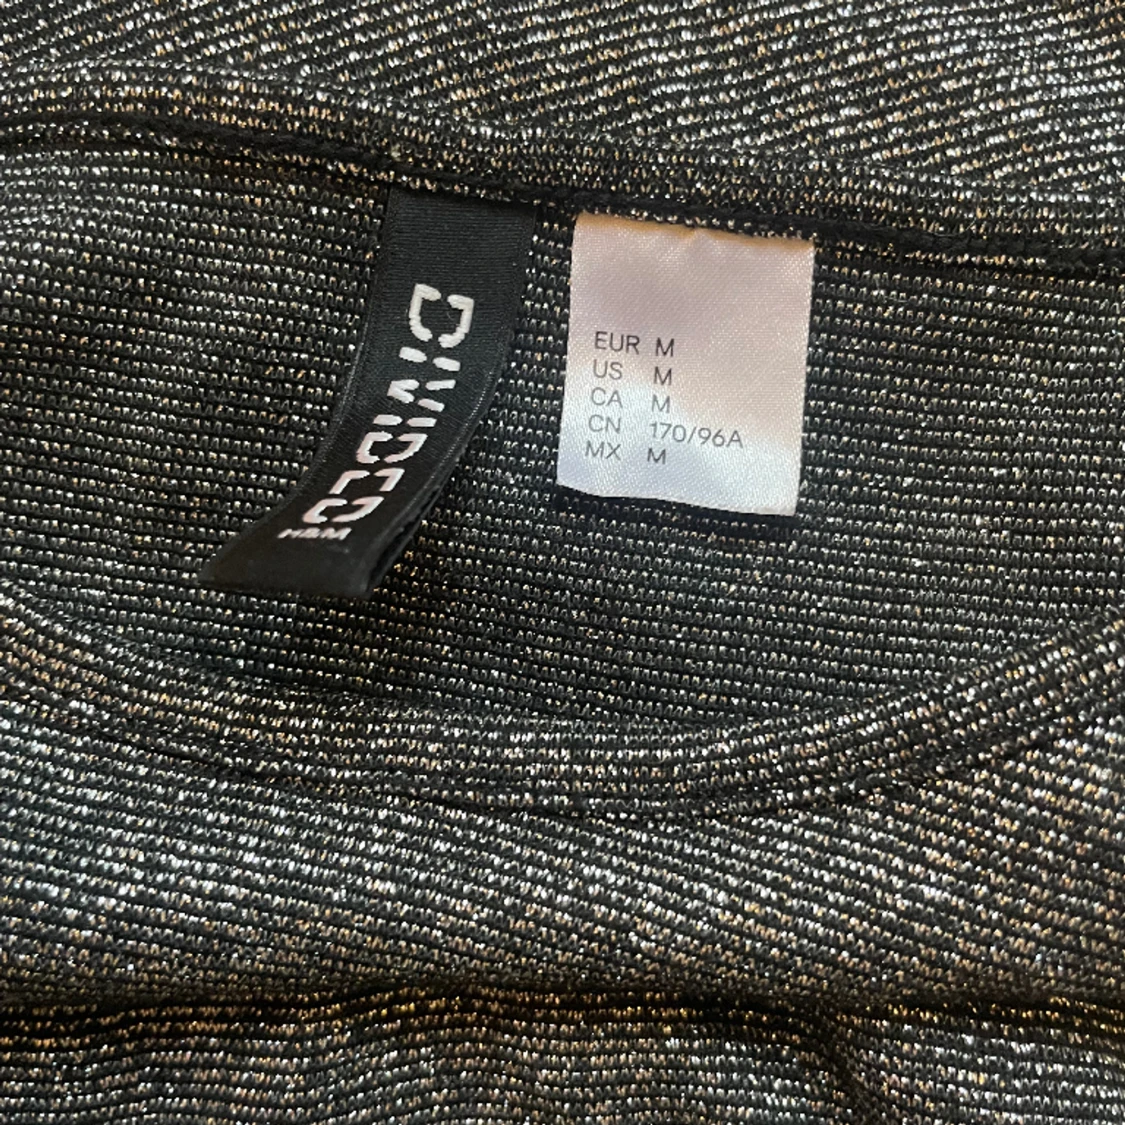 DIVIDED
H&M
EUR M
US M
CA M
CN 170/96A
MX M